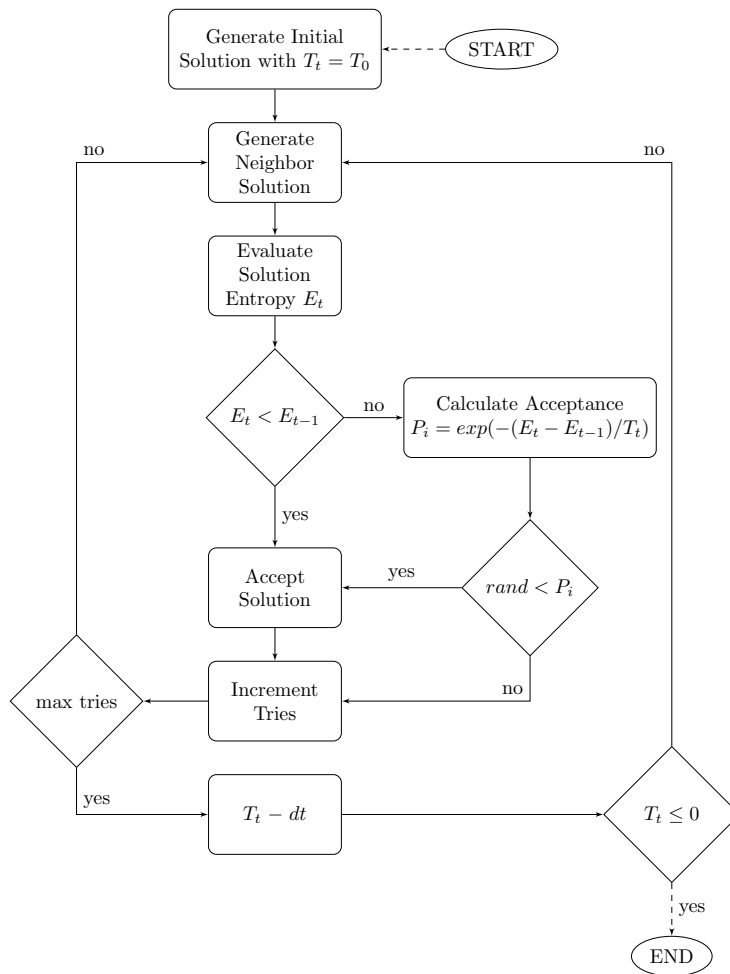 Generate Initial
Solution with $T_t = T_0$
START
no
Generate
Neighbor
Solution
no
Evaluate
Solution
Entropy $E_t$
$E_t < E_{t-1}$
no
Calculate Acceptance
$P_i = exp(-(E_t - E_{t-1})/T_t)$
yes
Accept
Solution
yes
$rand < P_i$
max tries
Increment
Tries
no
yes
$T_t - dt$
$T_t \leq 0$
yes
END